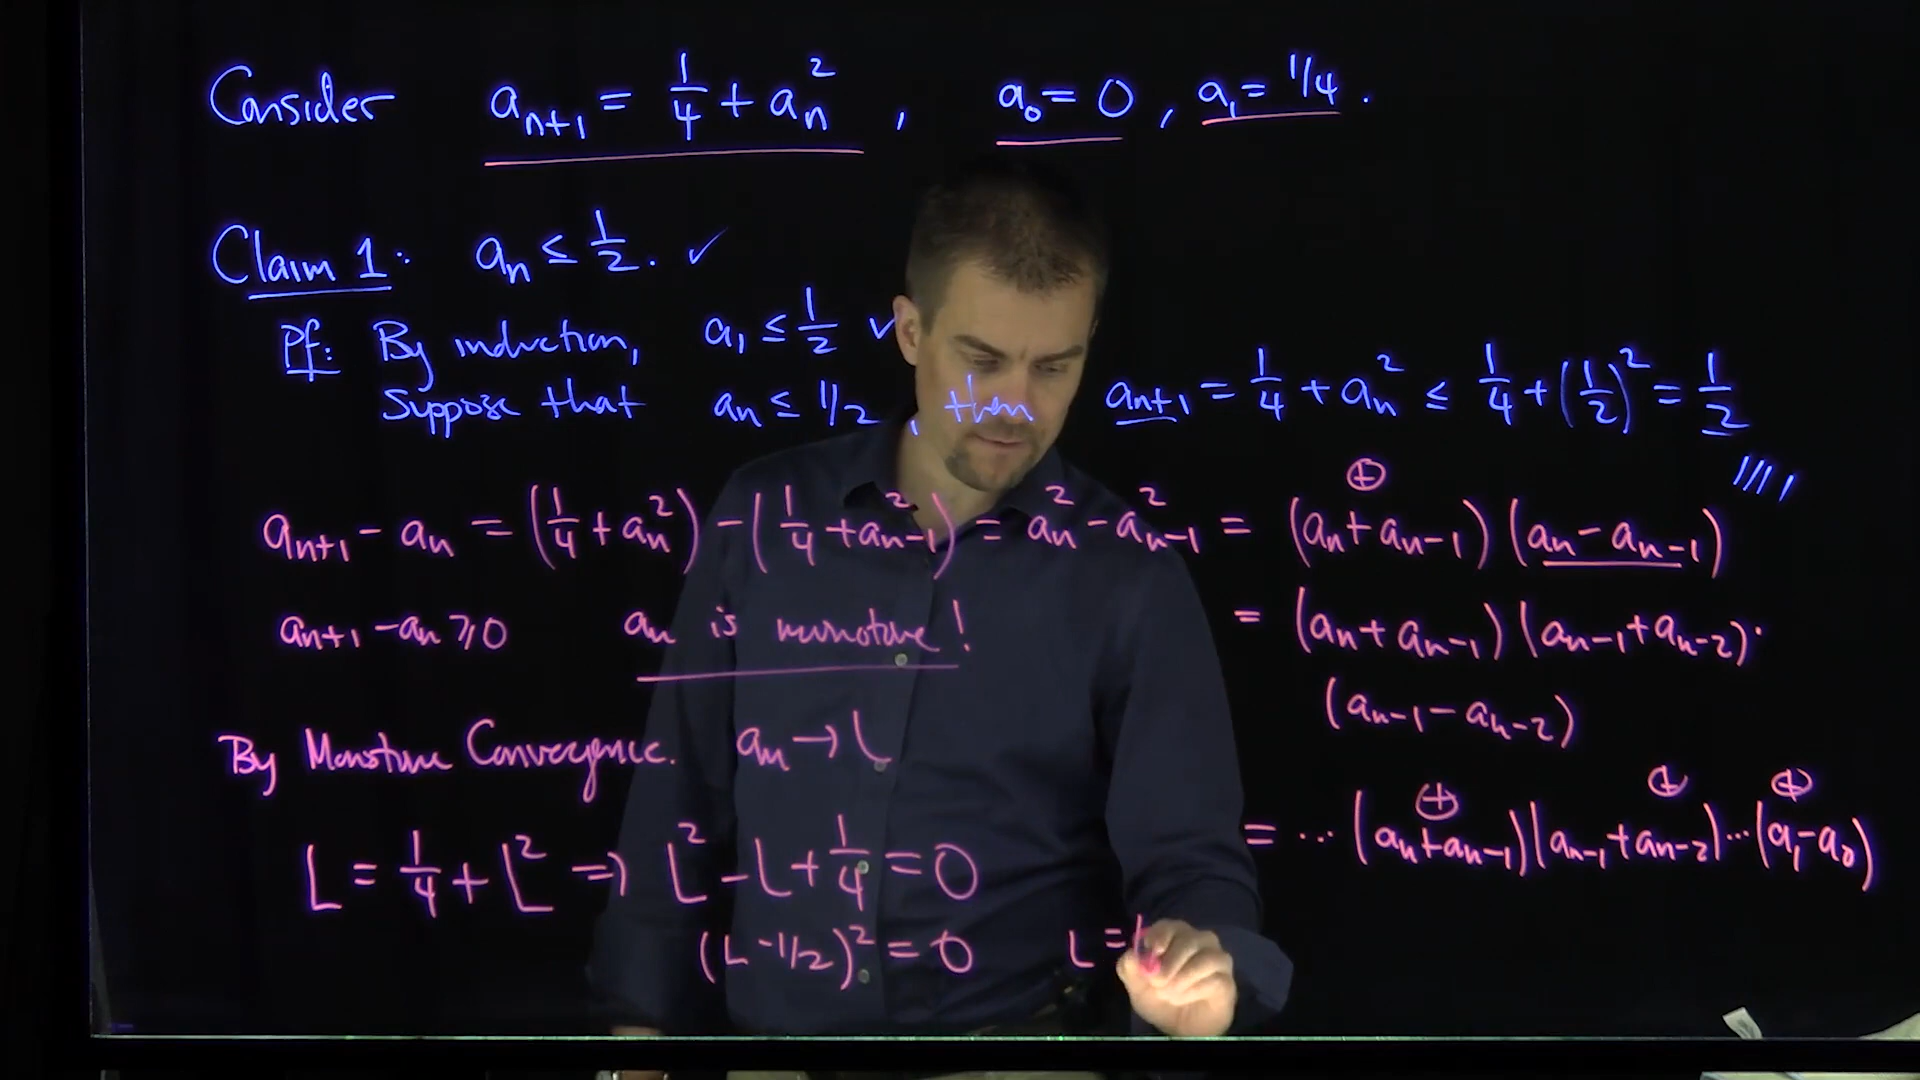 Consider a_{n+1} = 1/4 + a_n^2 , a_0 = 0 , a_1 = 1/4 .
Claim 1: a_n ≤ 1/2 . ✓
Pf: By induction, a_1 ≤ 1/2 ✓
Suppose that a_n ≤ 1/2 , then a_{n+1} = 1/4 + a_n^2 ≤ 1/4 + (1/2)^2 = 1/2
////
⊕
a_{n+1} - a_n = (1/4 + a_n^2) - (1/4 + a_{n-1}^2) = a_n^2 - a_{n-1}^2 = (a_n + a_{n-1})(a_n - a_{n-1})
a_{n+1} - a_n ≥ 0 a_n is monotone!
= (a_n + a_{n-1})(a_{n-1} + a_{n-2})·
(a_{n-1} - a_{n-2})
By Monotone Convergence. a_n → L
⊕ ⊕ ⊕
= ··· (a_n + a_{n-1})(a_{n-1} + a_{n-2}) ··· (a_1 - a_0)
L = 1/4 + L^2 ⇒ L^2 - L + 1/4 = 0
(L - 1/2)^2 = 0 L =